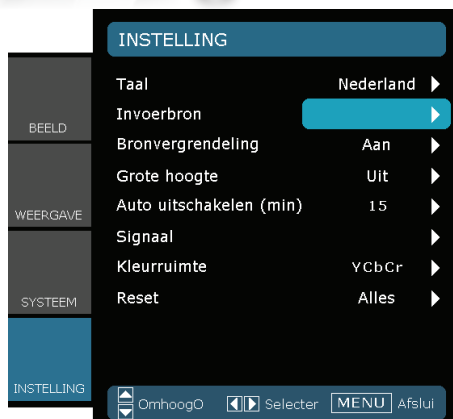 INSTELLING
BEELD
WEERGAVE
SYSTEEM
INSTELLING
Taal Nederland
Invoerbron
Bronvergrendeling Aan
Grote hoogte Uit
Auto uitschakelen (min) 15
Signaal
Kleurruimte YCbCr
Reset Alles
OmhoogO Selecter MENU Afslui